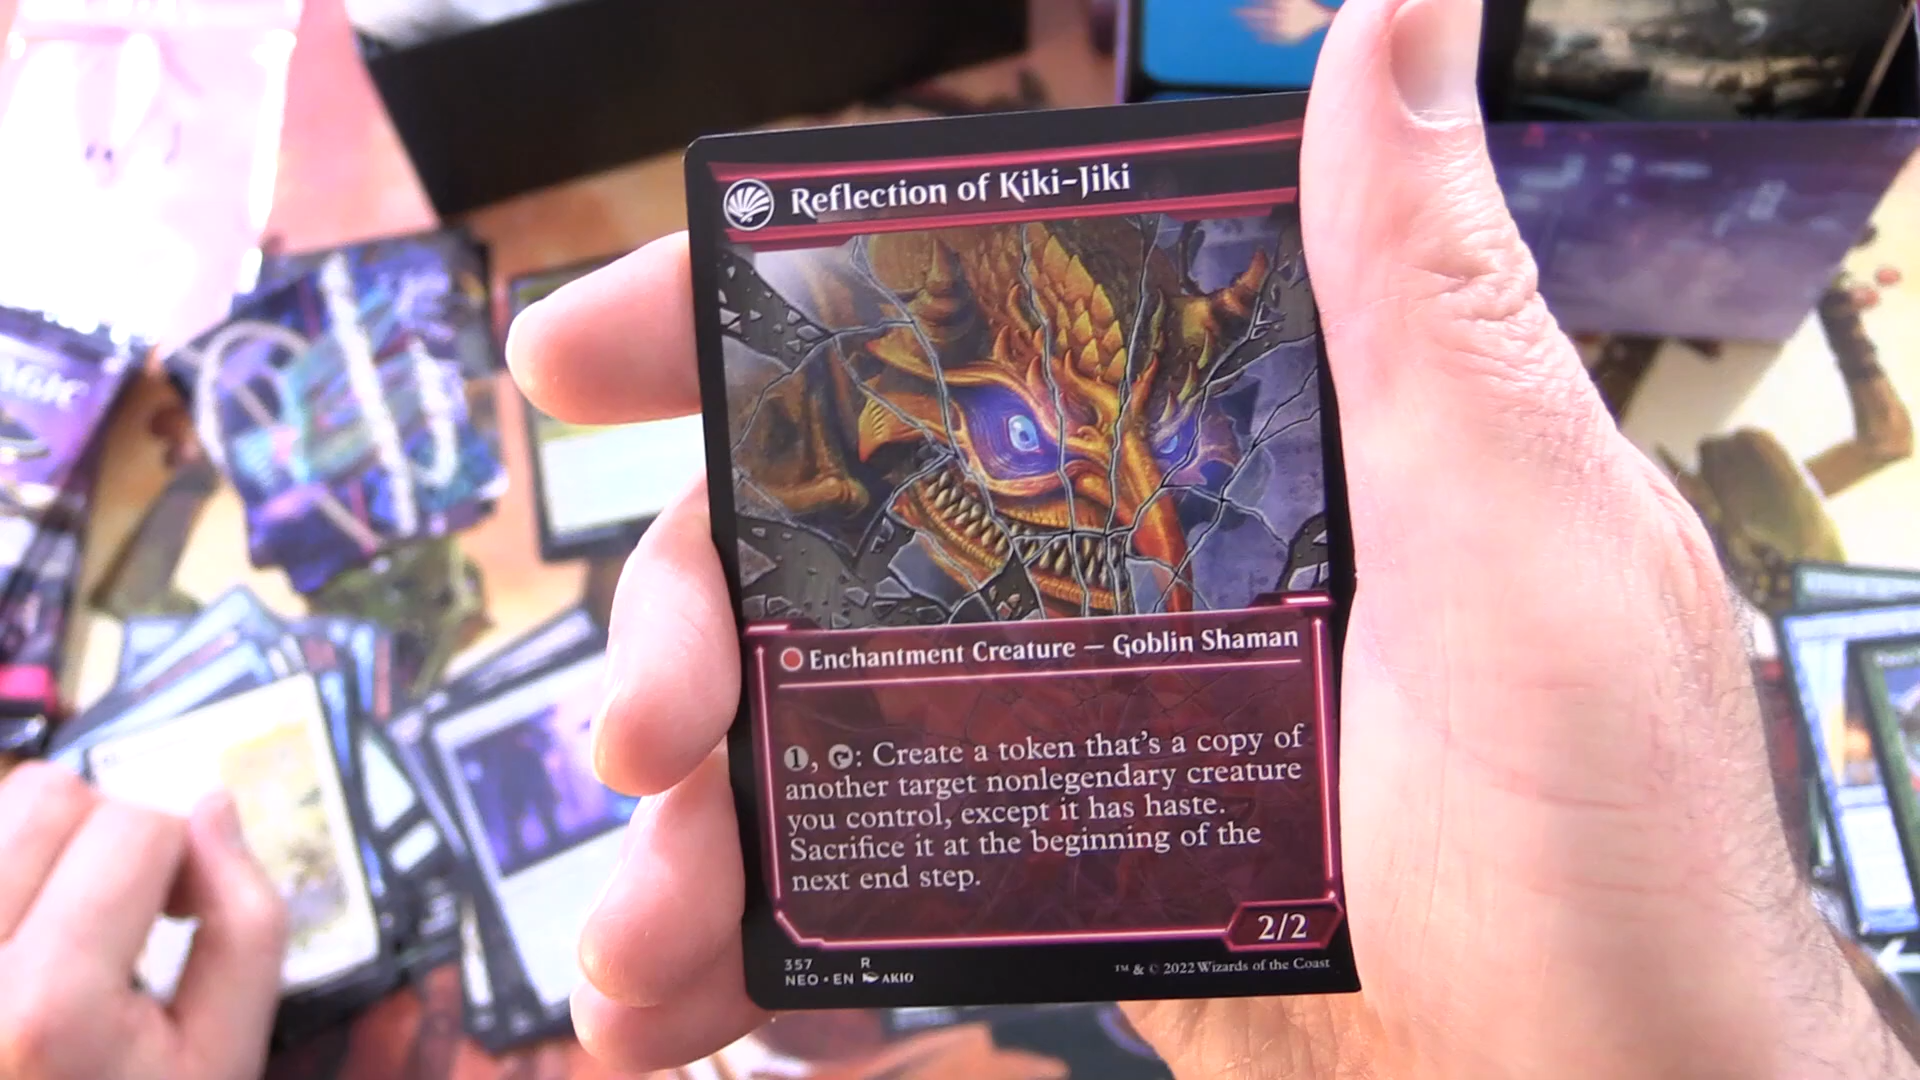 Reflection of Kiki-Jiki
Enchantment Creature — Goblin Shaman
1, : Create a token that's a copy of
another target nonlegendary creature
you control, except it has haste.
Sacrifice it at the beginning of the
next end step.
2/2
357 R
NEO • EN AKIO
™ & © 2022 Wizards of the Coast